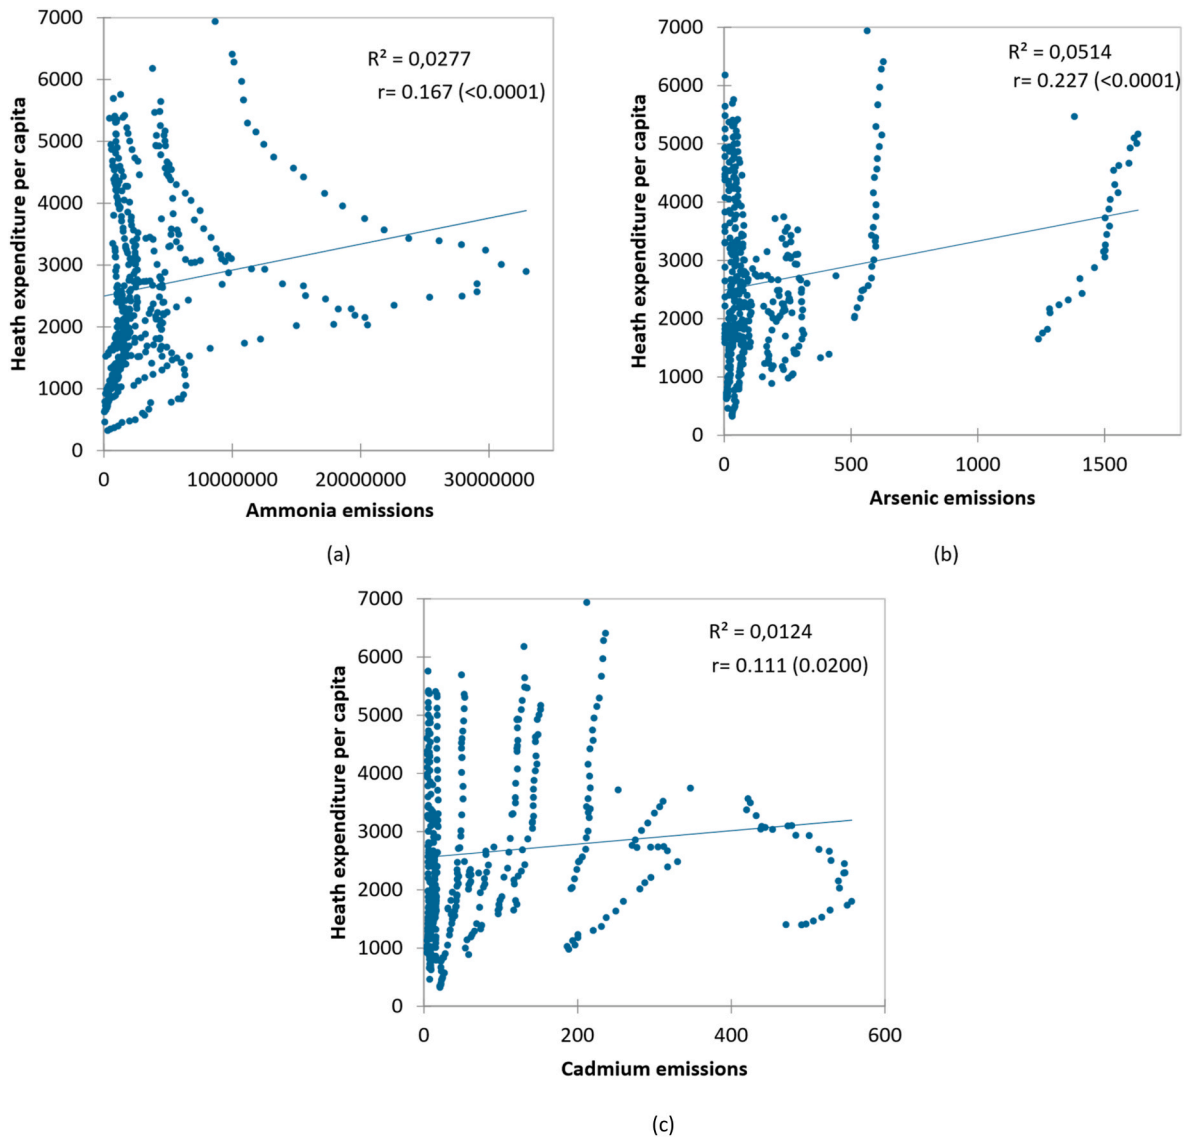 7000
6000
5000
4000
3000
2000
1000
0
Heath expenditure per capita
R² = 0,0277
r= 0.167 (<0.0001)
0 10000000 20000000 30000000
Ammonia emissions
(a)
7000
6000
5000
4000
3000
2000
1000
0
Heath expenditure per capita
R² = 0,0514
r= 0.227 (<0.0001)
0 500 1000 1500
Arsenic emissions
(b)
7000
6000
5000
4000
3000
2000
1000
0
Heath expenditure per capita
R² = 0,0124
r= 0.111 (0.0200)
0 200 400 600
Cadmium emissions
(c)